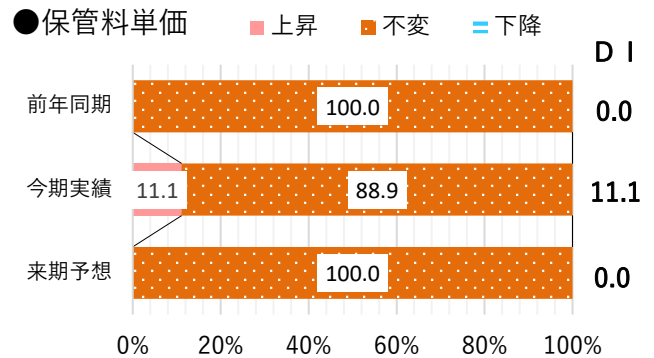 ●保管料単価 上昇 不変 下降
ＤＩ
前年同期 100.0 0.0
今期実績 11.1 88.9 11.1
来期予想 100.0 0.0
0% 20% 40% 60% 80% 100%